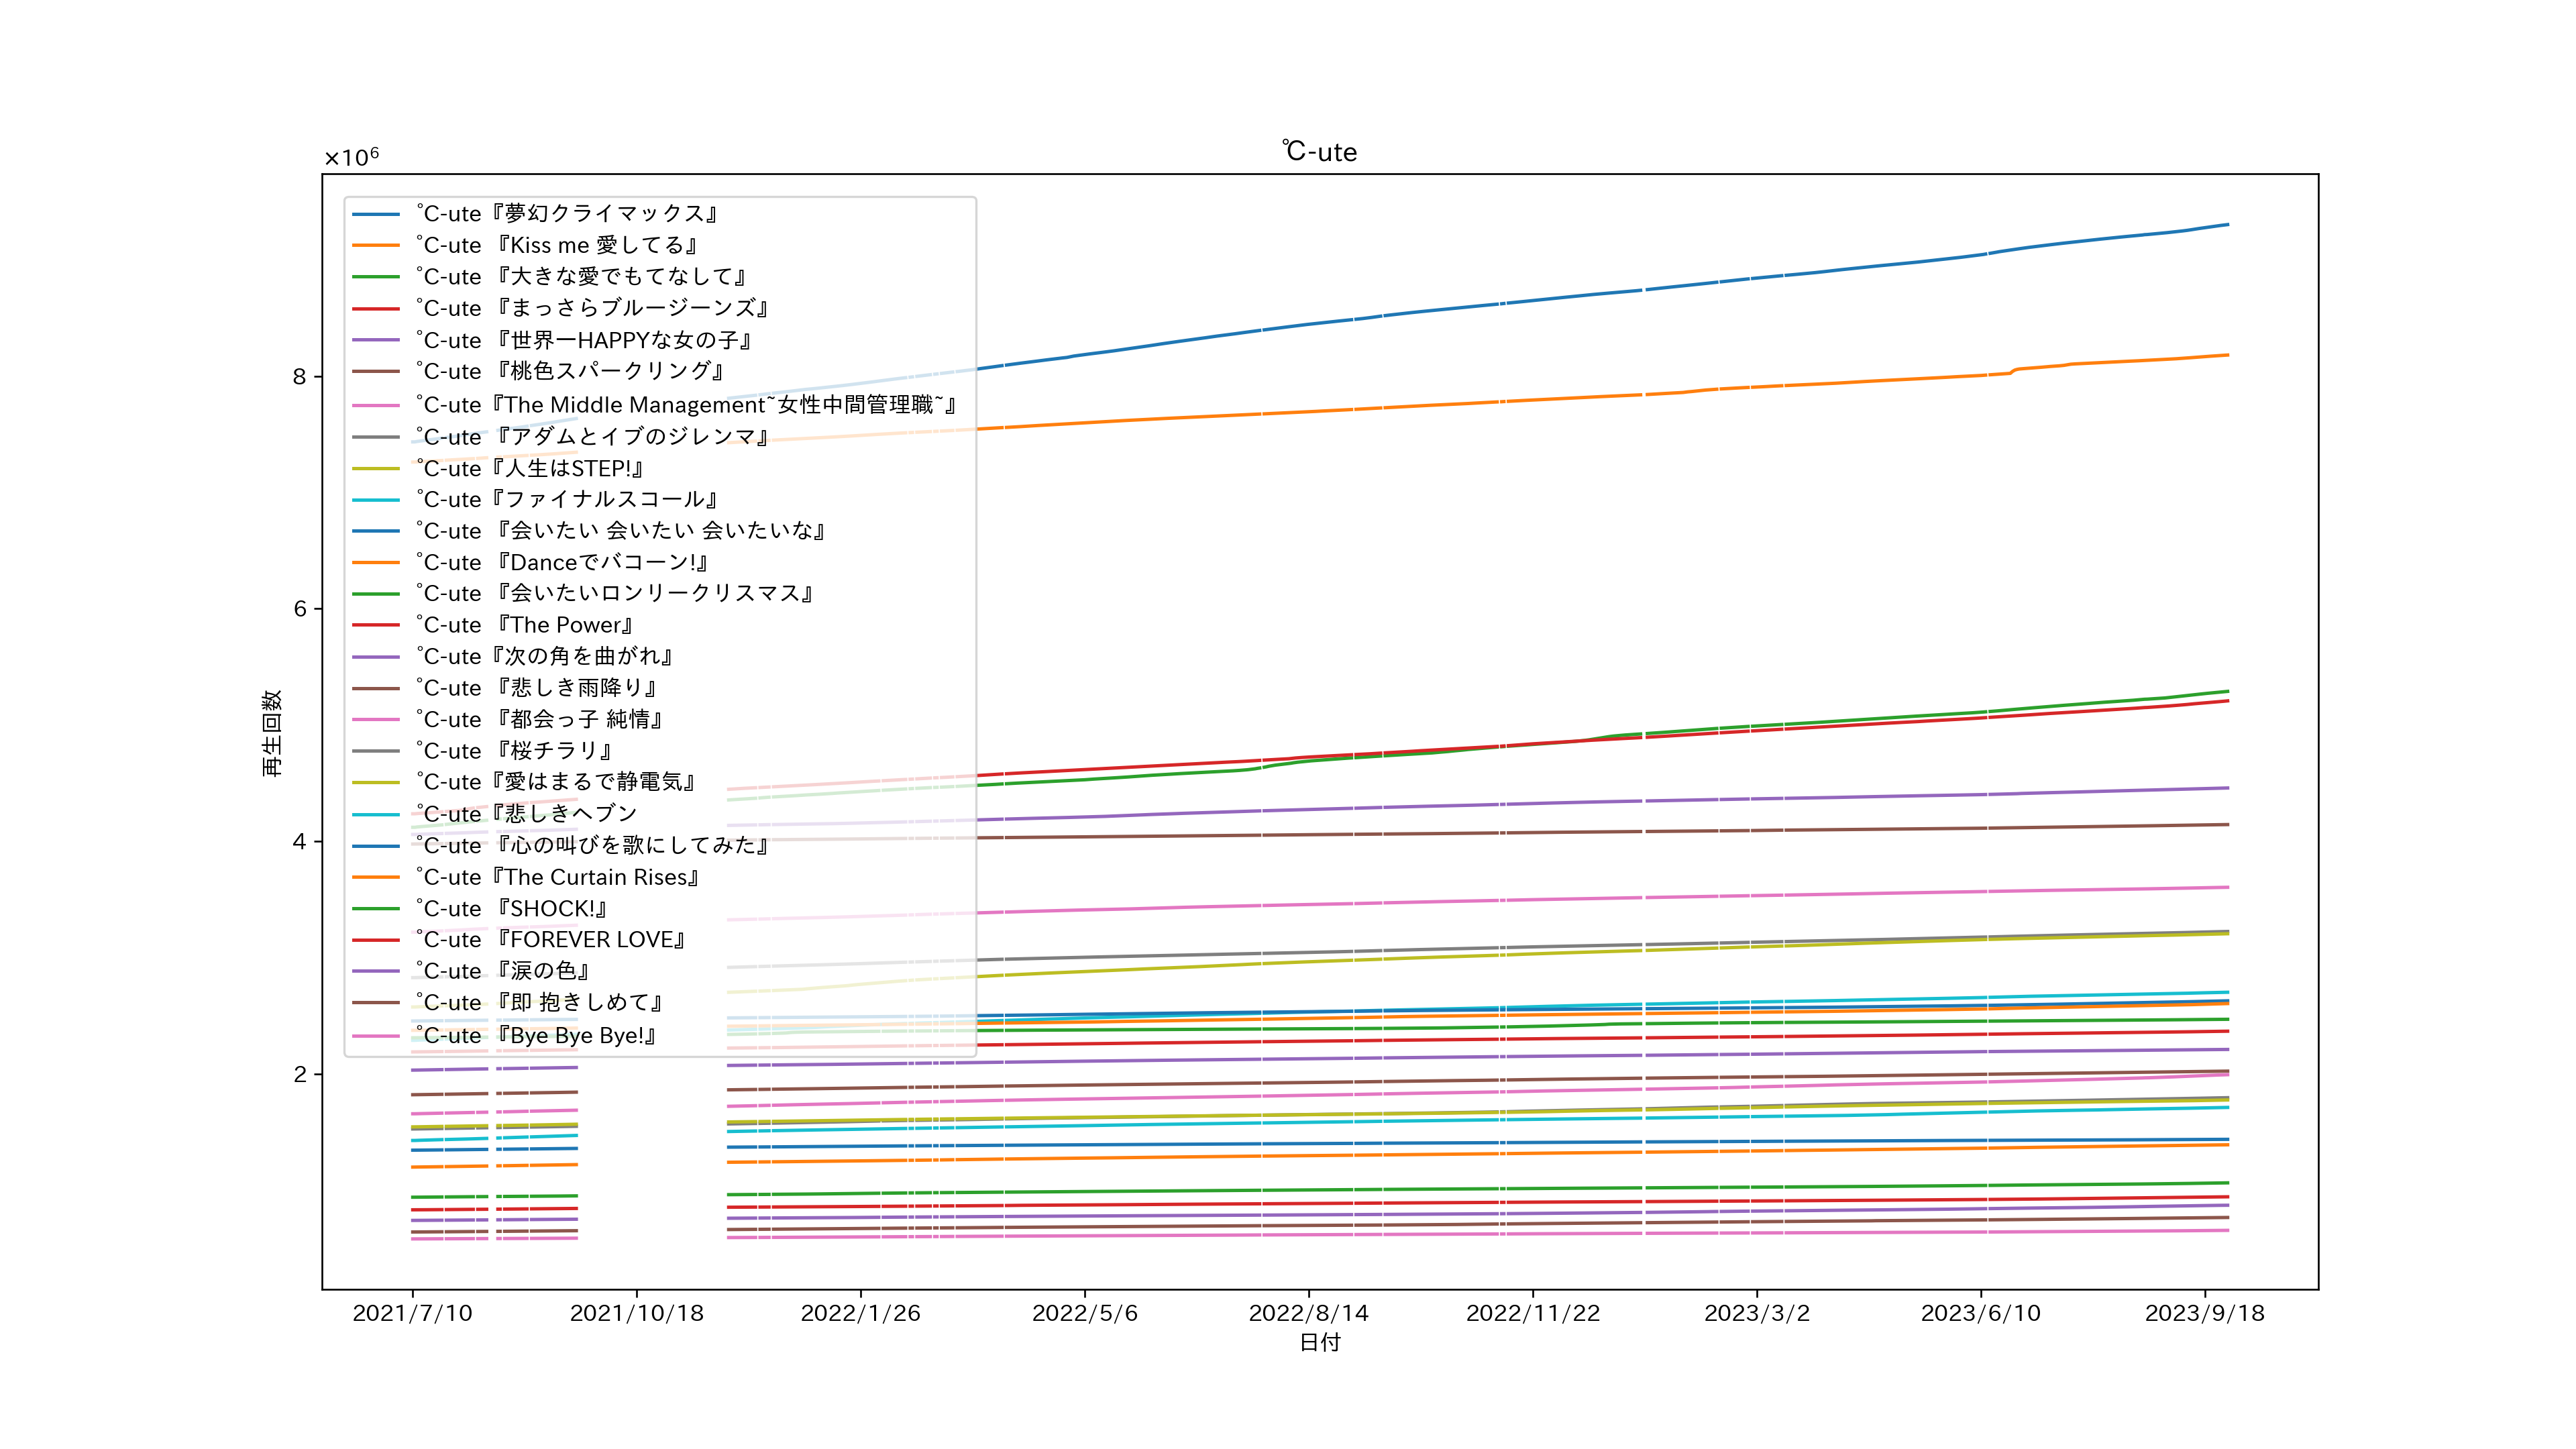 ℃-ute
×10⁶
8
6
4
2
再生回数
℃-ute『夢幻クライマックス』
℃-ute 『Kiss me 愛してる』
℃-ute 『大きな愛でもてなして』
℃-ute 『まっさらブルージーンズ』
℃-ute 『世界一HAPPYな女の子』
℃-ute 『桃色スパークリング』
℃-ute『The Middle Management~女性中間管理職~』
℃-ute 『アダムとイブのジレンマ』
℃-ute『人生はSTEP!』
℃-ute『ファイナルスコール』
℃-ute 『会いたい 会いたい 会いたいな』
℃-ute 『Danceでバコーン!』
℃-ute 『会いたいロンリークリスマス』
℃-ute 『The Power』
℃-ute『次の角を曲がれ』
℃-ute 『悲しき雨降り』
℃-ute 『都会っ子 純情』
℃-ute 『桜チラリ』
℃-ute 『愛はまるで静電気』
℃-ute『悲しきヘブン
℃-ute 『心の叫びを歌にしてみた』
℃-ute『The Curtain Rises』
℃-ute 『SHOCK!』
℃-ute 『FOREVER LOVE』
℃-ute 『涙の色』
℃-ute 『即 抱きしめて』
℃-ute 『Bye Bye Bye!』
2021/7/10
2021/10/18
2022/1/26
2022/5/6
2022/8/14
2022/11/22
2023/3/2
2023/6/10
2023/9/18
日付